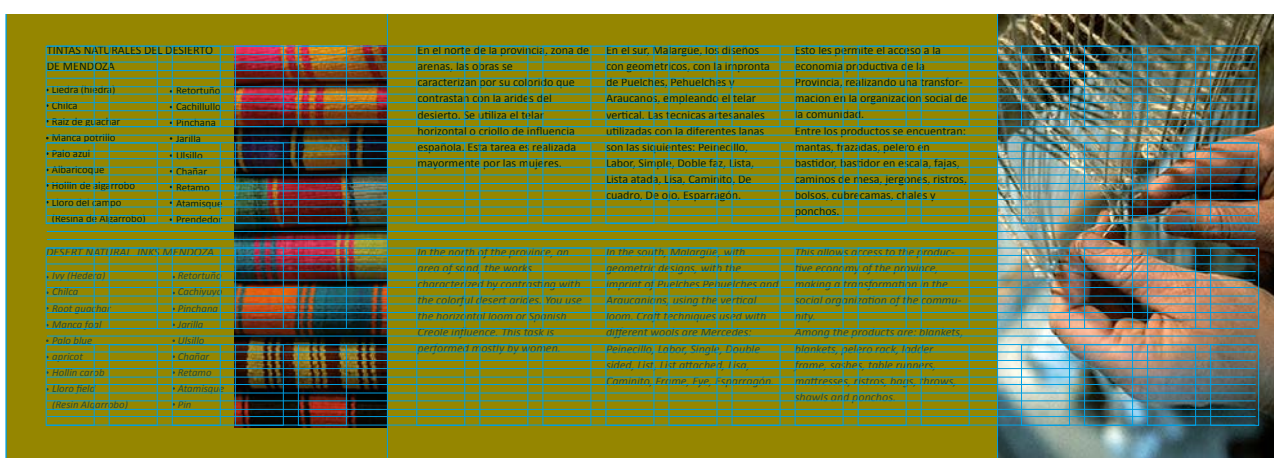 TINTAS NATURALES DEL DESIERTO
DE MENDOZA
• Liedra (hiedra)
• Chilca
• Raiz de guachar
• Manca potrillo
• Palo azul
• Albaricoque
• Hollin de algarrobo
• Lloro del campo
(Resina de Algarrobo)
• Retortuño
• Cachillullo
• Pinchana
• Jarilla
• Ulsillo
• Chañar
• Retamo
• Atamisque
• Prendedor
En el norte de la provincia, zona de
arenas, las obras se
caracterizan por su colorido que
contrastan con la arides del
desierto. Se utiliza el telar
horizontal o criollo de influencia
española. Esta tarea es realizada
mayormente por las mujeres.
En el sur, Malargüe, los diseños
con geometricos, con la impronta
de Puelches, Pehuelches y
Araucanos, empleando el telar
vertical. Las tecnicas artesanales
utilizadas con la diferentes lanas
son las siquientes: Peinecillo,
Labor, Simple, Doble faz, Lista,
Lista atada, Lisa. Caminito, De
cuadro, De ojo, Esparragón.
Esto les permite el acceso a la
economia productiva de la
Provincia, realizando una transfor-
macion en la organizacion social de
la comunidad.
Entre los productos se encuentran:
mantas, frazadas, pelero en
bastidor, bastidor en escala, fajas,
caminos de mesa, jergones, ristros,
bolsos, cubrecamas, chales y
ponchos.
DESERT NATURAL INKS MENDOZA
• Ivy (Hedera)
• Chilca
• Root guachar
• Manca foal
• Palo blue
• apricot
• Hollin carob
• Lloro field
(Resin Algarrobo)
• Retortuño
• Cachiyuyo
• Pinchana
• Jarilla
• Ulsillo
• Chañar
• Retamo
• Atamisque
• Pin
In the north of the province, an
area of sand, the works
characterized by contrasting with
the colorful desert arides. You use
the horizontal loom or Spanish
Creole influence. This task is
performed mostly by women.
In the south, Malargüe, with
geometric designs, with the
imprint of Puelches Pehuelches and
Araucanians, using the vertical
loom. Craft techniques used with
different wools are Mercedes:
Peinecillo, Labor, Single, Double
sided, List, List attached, Lisa,
Caminito, Frame, Eye, Esparragón.
This allows access to the produc-
tive economy of the province,
making a transformation in the
social organization of the commu-
nity.
Among the products are: blankets,
blankets, pelero rack, ladder
frame, sashes, table runners,
mattresses, ristros, bags, throws,
shawls and ponchos.